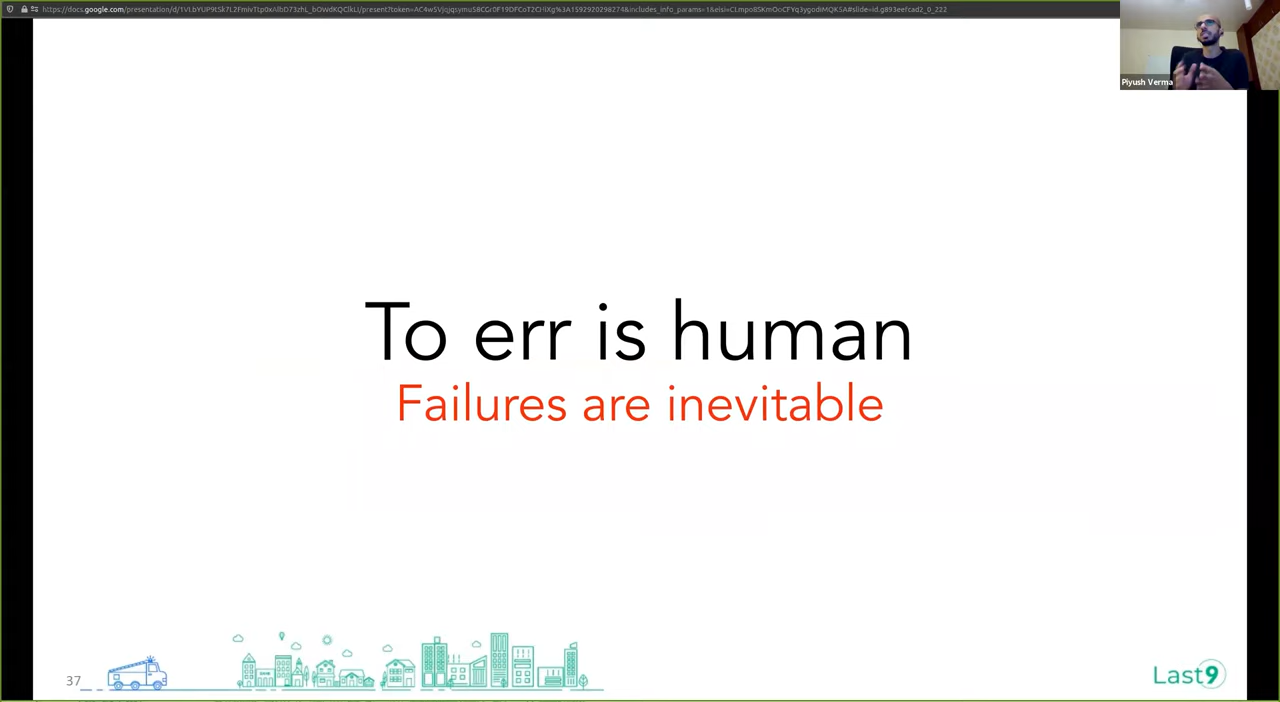 Piyush Verma
To err is human
Failures are inevitable
37
Last9